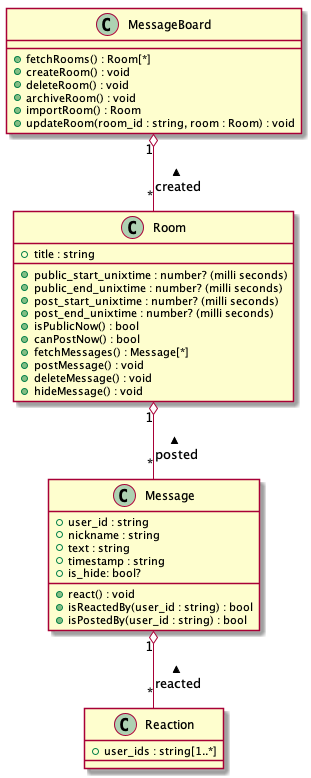 C MessageBoard
fetchRooms() : Room[*]
createRoom() : void
deleteRoom() : void
archiveRoom() : void
importRoom() : Room
updateRoom(room_id : string, room : Room) : void
1
▲
created
*
C Room
title : string
public_start_unixtime : number? (milli seconds)
public_end_unixtime : number? (milli seconds)
post_start_unixtime : number? (milli seconds)
post_end_unixtime : number? (milli seconds)
isPublicNow() : bool
canPostNow() : bool
fetchMessages() : Message[*]
postMessage() : void
deleteMessage() : void
hideMessage() : void
1
▲
posted
*
C Message
user_id : string
nickname : string
text : string
timestamp : string
is_hide: bool?
react() : void
isReactedBy(user_id : string) : bool
isPostedBy(user_id : string) : bool
1
▲
reacted
*
C Reaction
user_ids : string[1..*]